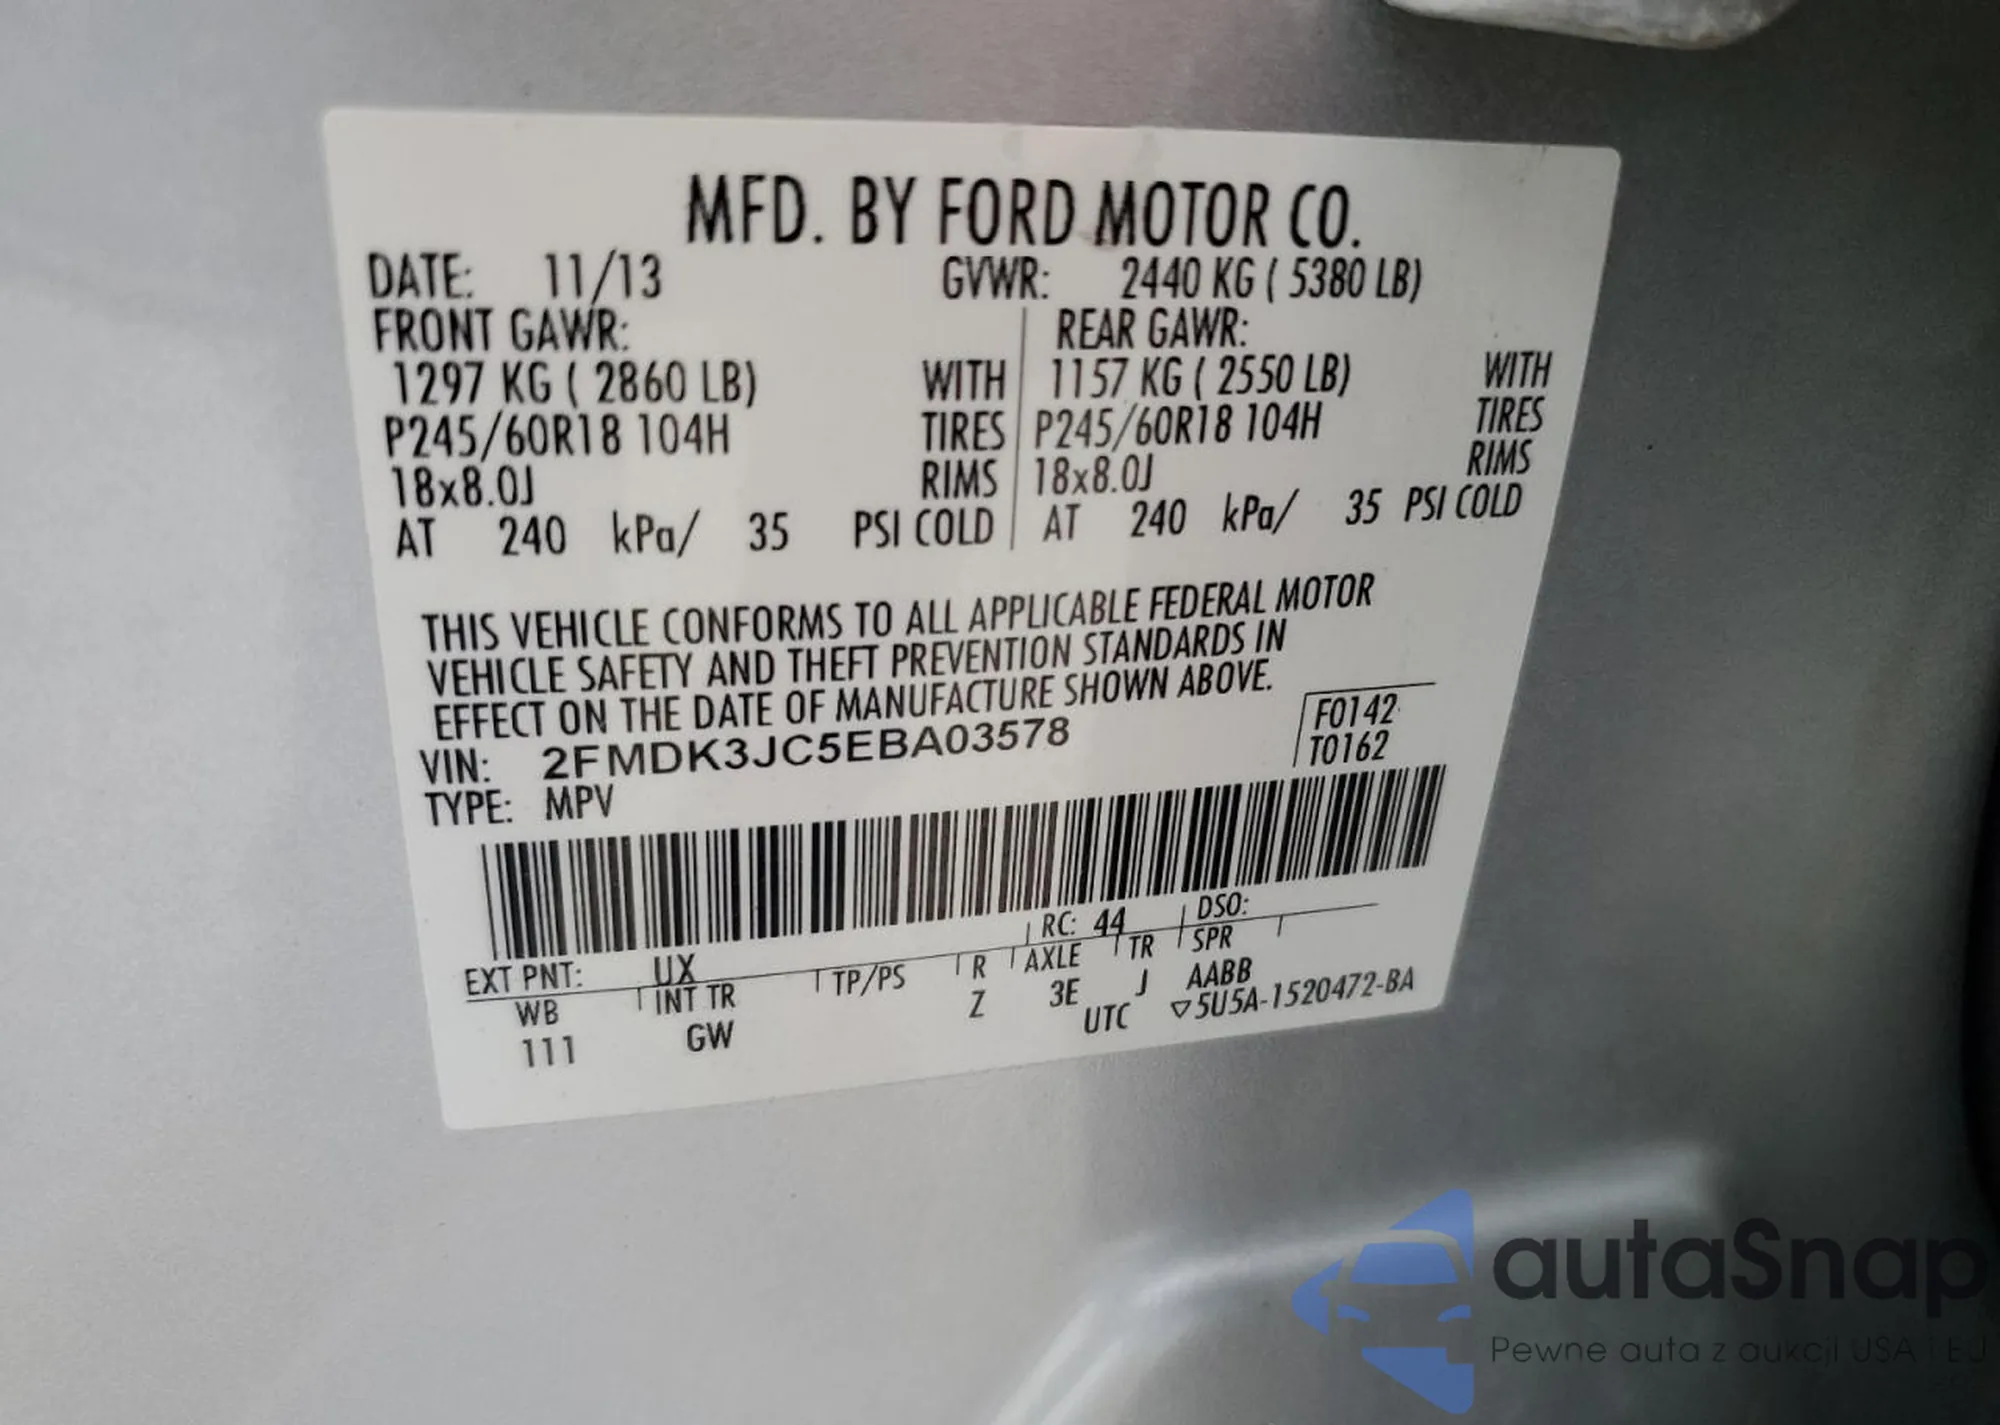 MFD. BY FORD MOTOR CO.
DATE: 11/13 GVWR: 2440 KG ( 5380 LB)
FRONT GAWR: REAR GAWR:
1297 KG ( 2860 LB) WITH 1157 KG ( 2550 LB) WITH
P245/60R18 104H TIRES P245/60R18 104H TIRES
18x8.0J RIMS 18x8.0J RIMS
AT 240 kPa/ 35 PSI COLD AT 240 kPa/ 35 PSI COLD
THIS VEHICLE CONFORMS TO ALL APPLICABLE FEDERAL MOTOR
VEHICLE SAFETY AND THEFT PREVENTION STANDARDS IN
EFFECT ON THE DATE OF MANUFACTURE SHOWN ABOVE.
VIN: 2FMDK3JC5EBA03578
F0142
T0162
TYPE: MPV
RC: 44 DSO:
EXT PNT: UX
WB INT TR TP/PS R AXLE TR SPR
111 GW Z 3E J AABB
UTC ▽5U5A-1520472-BA
autaSnap
Pewne auta z aukcji USA i EU